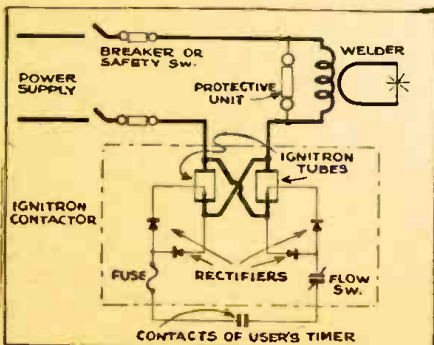 BREAKER OR
SAFETY SW.
WELDER
POWER
SUPPLY
PROTECTIVE
UNIT
IGNITRON
TUBES
IGNITRON
CONTACTOR
FUSE
RECTIFIERS
FLOW
SW.
CONTACTS OF USER'S TIMER